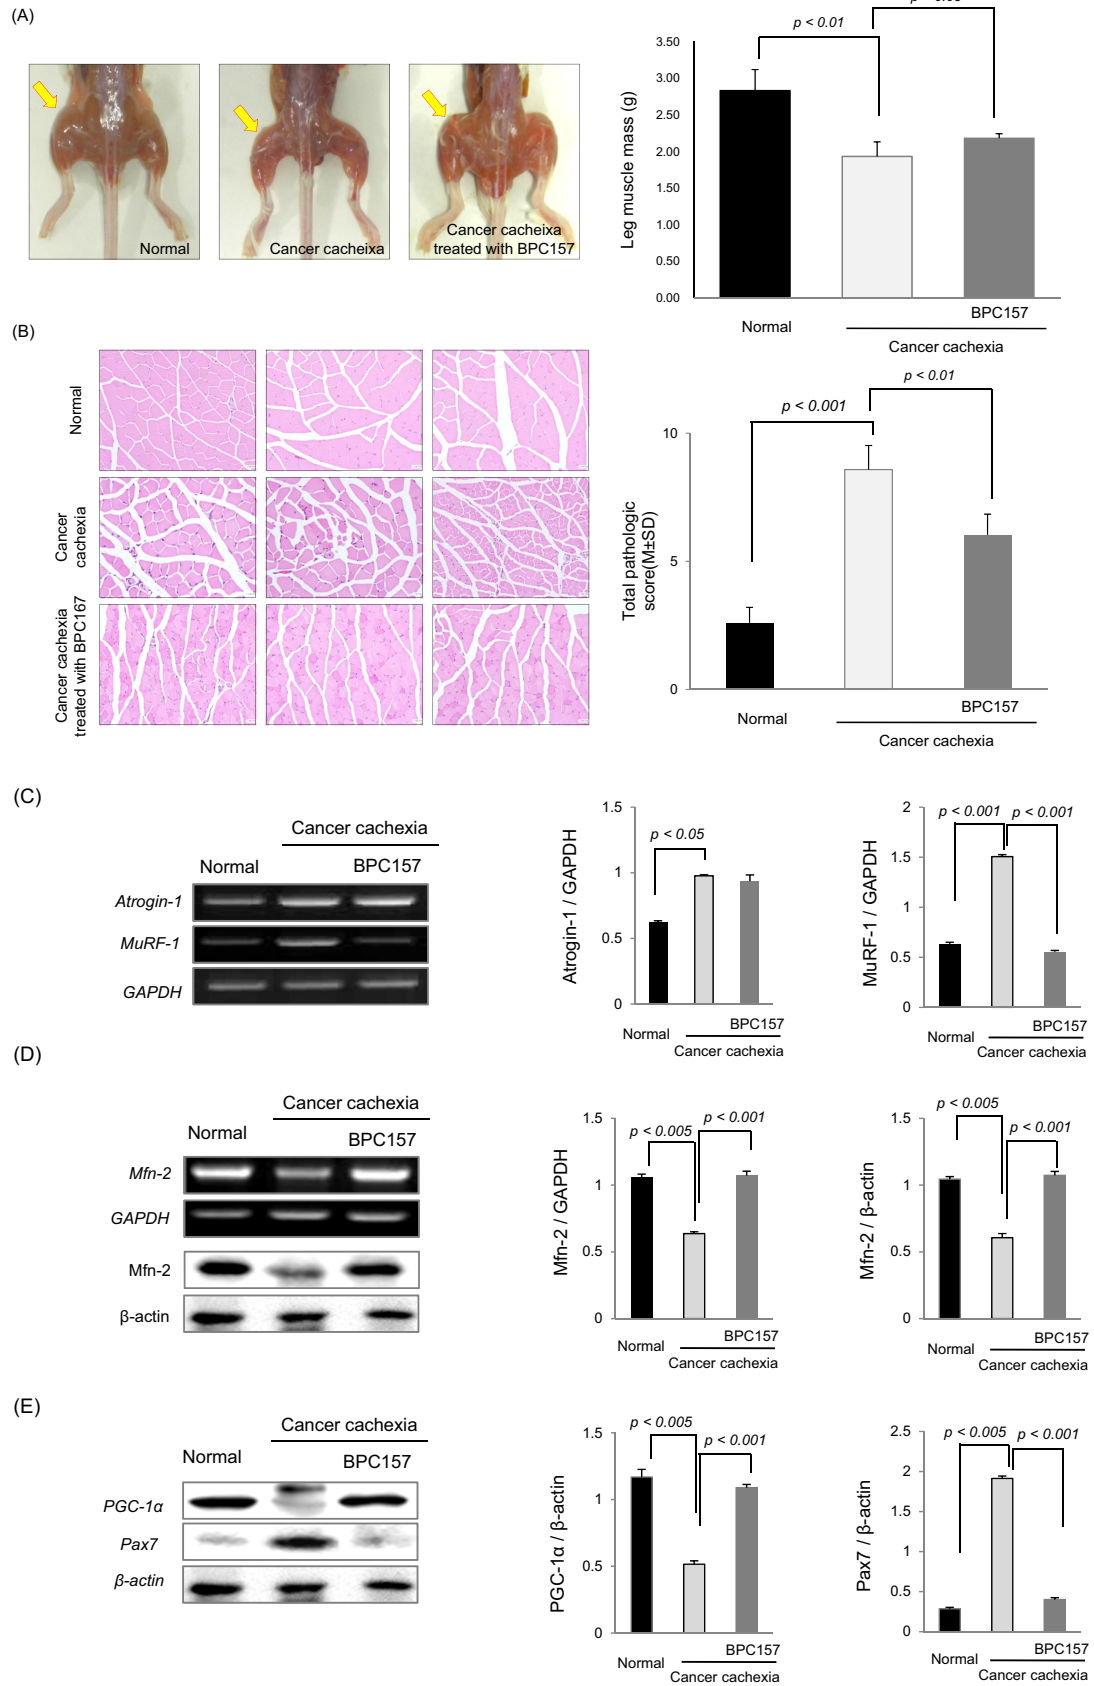 (A)
p < 0.01
Normal
Cancer cacheixa
Cancer cacheixa
treated with BPC157
Leg muscle mass (g)
3.50
3.00
2.50
2.00
1.50
1.00
0.50
0.00
Normal
BPC157
Cancer cachexia
(B)
Normal
Cancer
cachexia
Cancer cachexia
treated with BPC167
p < 0.01
p < 0.001
Total pathologic
score(M±SD)
10
5
0
Normal
BPC157
Cancer cachexia
(C)
Cancer cachexia
Normal
BPC157
Atrogin-1
MuRF-1
GAPDH
Atrogin-1 / GAPDH
1.5
1
0.5
0
p < 0.05
Normal
BPC157
Cancer cachexia
MuRF-1 / GAPDH
2
1.5
1
0.5
0
p < 0.001
p < 0.001
Normal
BPC157
Cancer cachexia
(D)
Cancer cachexia
Normal
BPC157
Mfn-2
GAPDH
Mfn-2
β-actin
Mfn-2 / GAPDH
1.5
1
0.5
0
p < 0.005
p < 0.001
Normal
BPC157
Cancer cachexia
Mfn-2 / β-actin
1.5
1
0.5
0
p < 0.005
p < 0.001
Normal
BPC157
Cancer cachexia
(E)
Cancer cachexia
Normal
BPC157
PGC-1α
Pax7
β-actin
PGC-1α / β-actin
1.5
1
0.5
0
p < 0.005
p < 0.001
Normal
BPC157
Cancer cachexia
Pax7 / β-actin
2.5
2
1.5
1
0.5
0
p < 0.005
p < 0.001
Normal
BPC157
Cancer cachexia